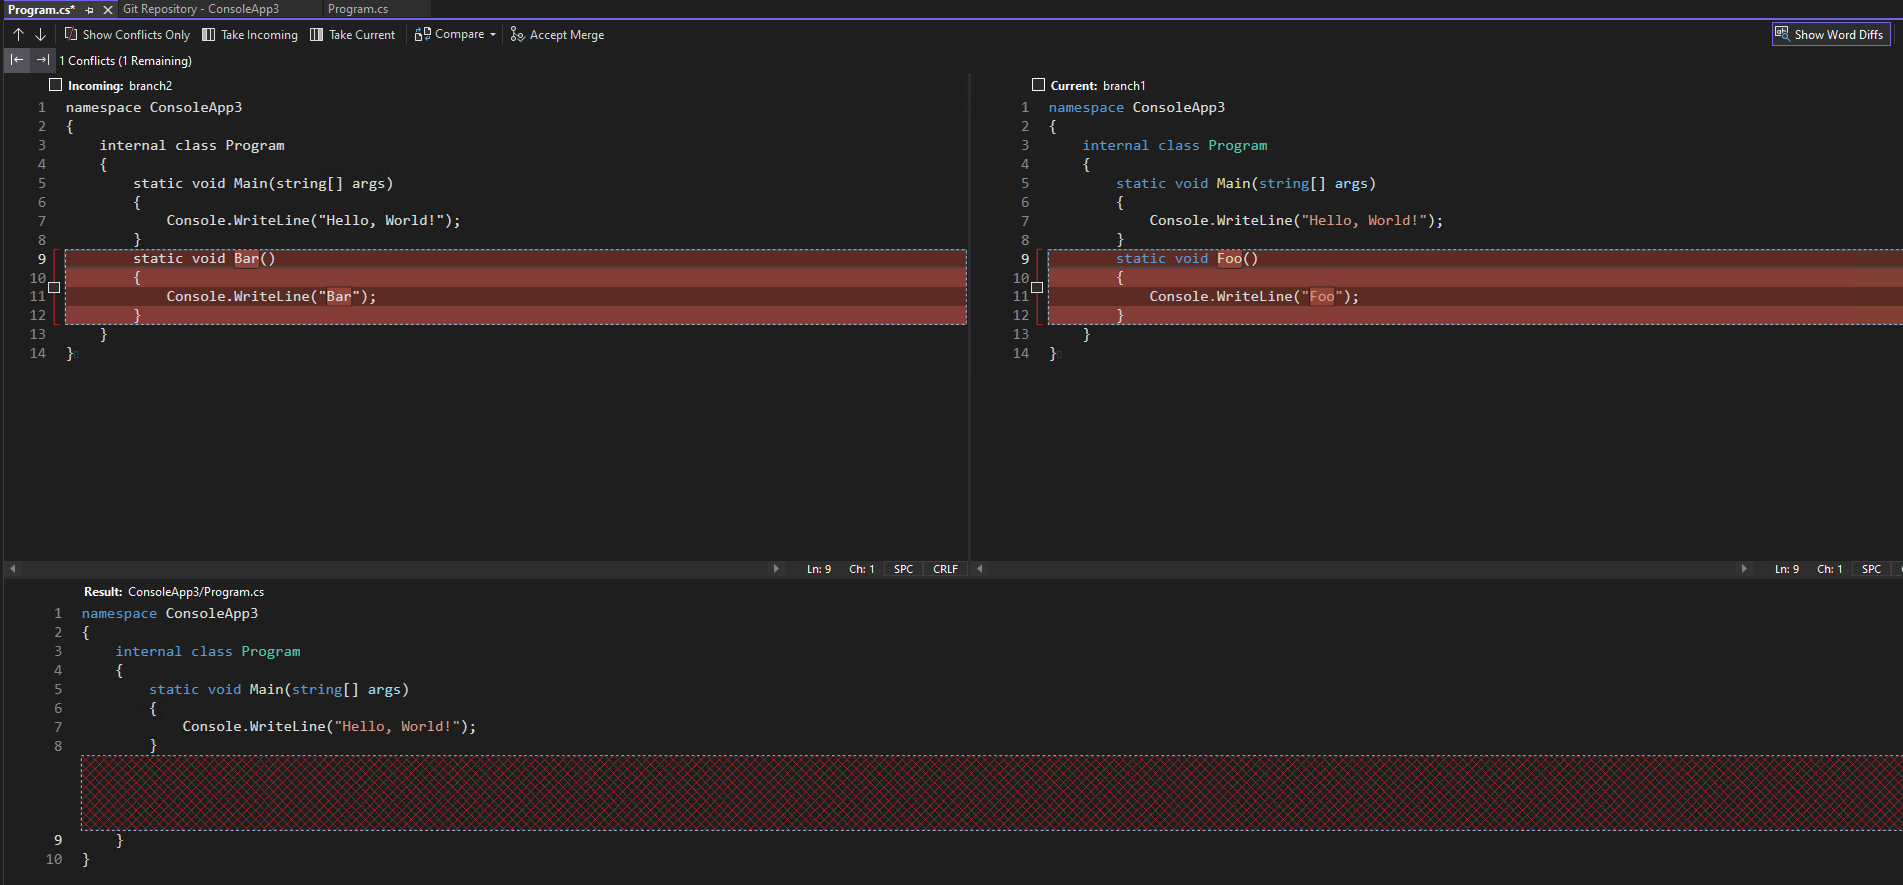 Program.cs* Git Repository - ConsoleApp3 Program.cs
Show Conflicts Only Take Incoming Take Current Compare Accept Merge Show Word Diffs
1 Conflicts (1 Remaining)
Incoming: branch2
1 namespace ConsoleApp3
2 {
3 internal class Program
4 {
5 static void Main(string[] args)
6 {
7 Console.WriteLine("Hello, World!");
8 }
9 static void Bar()
10 {
11 Console.WriteLine("Bar");
12 }
13 }
14 }
Ln: 9 Ch: 1 SPC CRLF
Current: branch1
1 namespace ConsoleApp3
2 {
3 internal class Program
4 {
5 static void Main(string[] args)
6 {
7 Console.WriteLine("Hello, World!");
8 }
9 static void Foo()
10 {
11 Console.WriteLine("Foo");
12 }
13 }
14 }
Ln: 9 Ch: 1 SPC
Result: ConsoleApp3/Program.cs
1 namespace ConsoleApp3
2 {
3 internal class Program
4 {
5 static void Main(string[] args)
6 {
7 Console.WriteLine("Hello, World!");
8 }
9 }
10 }